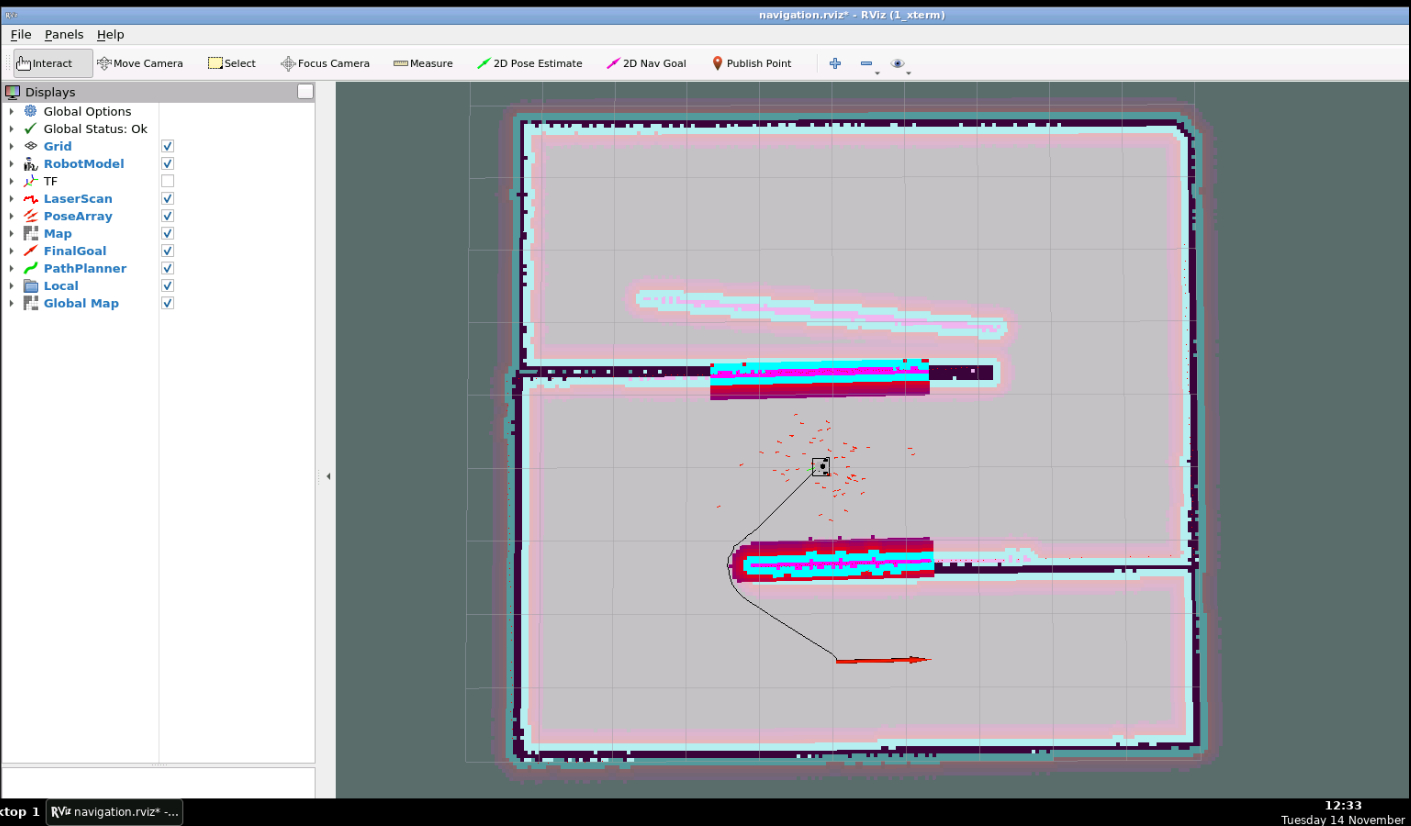 navigation.rviz* - RViz (1_xterm)
File Panels Help
Interact Move Camera Select Focus Camera Measure 2D Pose Estimate 2D Nav Goal Publish Point
Displays
Global Options
Global Status: Ok
Grid
RobotModel
TF
LaserScan
PoseArray
Map
FinalGoal
PathPlanner
Local
Global Map
ktop 1 RViz navigation.rviz* -...
12:33
Tuesday 14 November